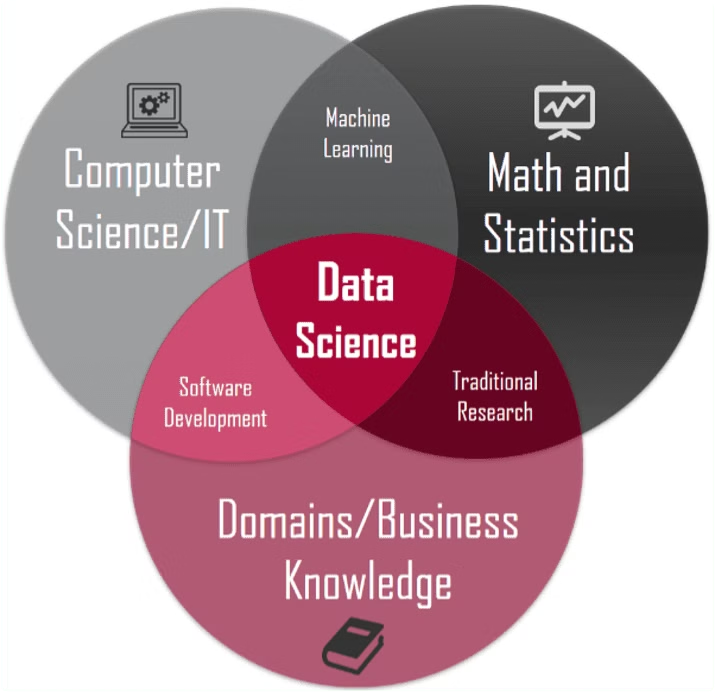 Machine
Learning
Computer
Science/IT
Math and
Statistics
Data
Science
Software
Development
Traditional
Research
Domains/Business
Knowledge